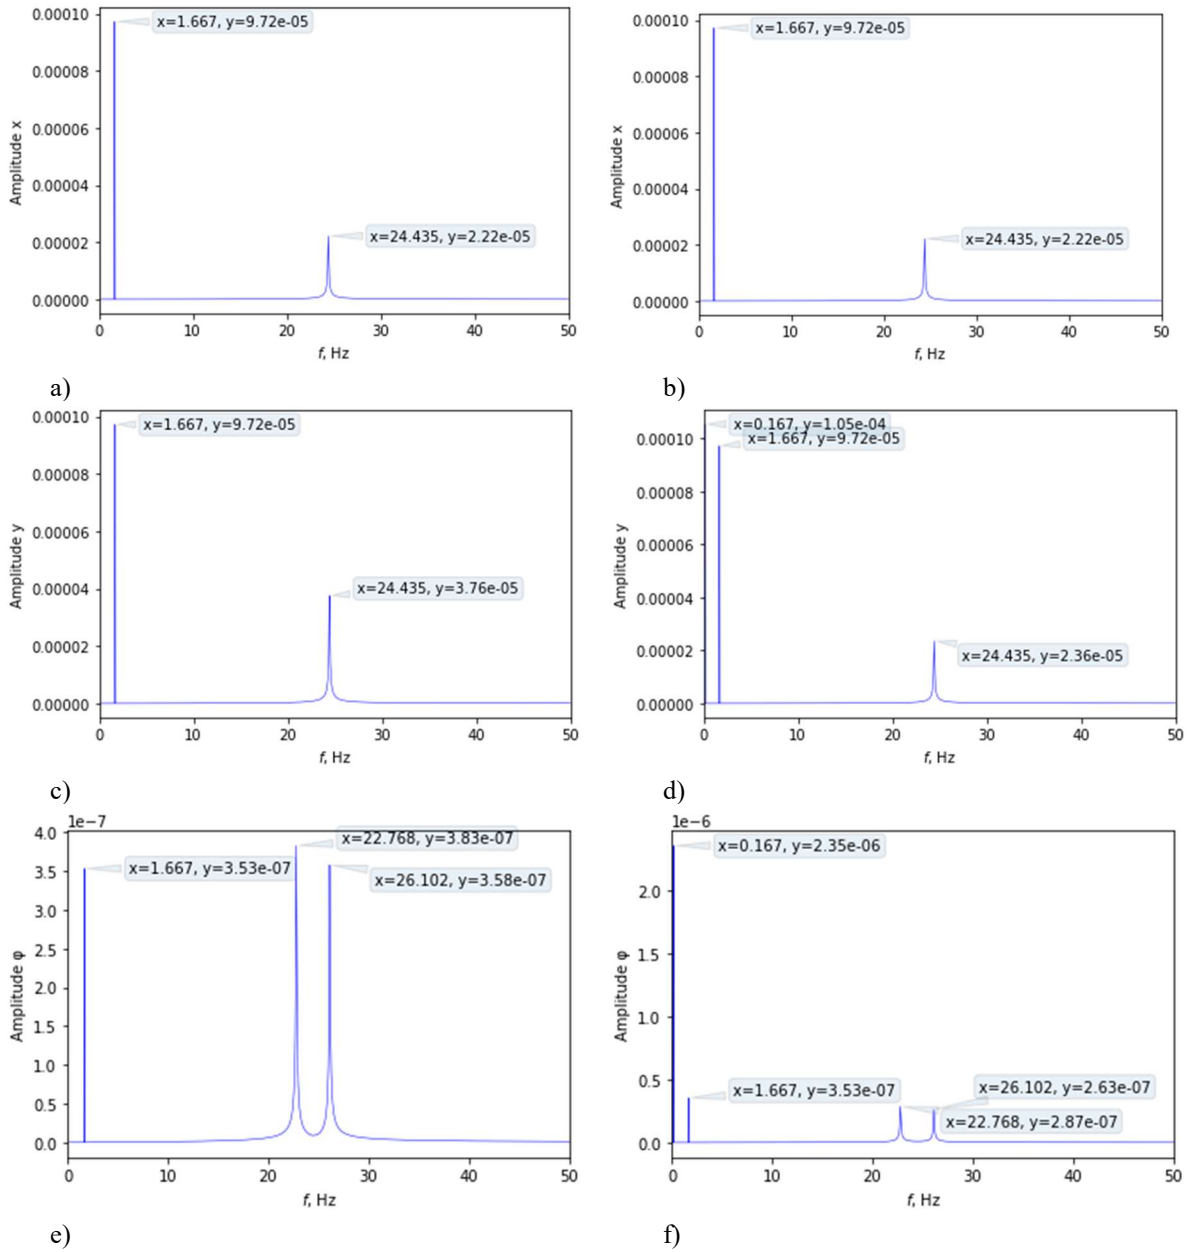 x=1.667, y=9.72e-05
x=24.435, y=2.22e-05
0.00010
0.00008
0.00006
0.00004
0.00002
0.00000
Amplitude x
0 10 20 30 40 50
f, Hz
a)
x=1.667, y=9.72e-05
x=24.435, y=2.22e-05
0.00010
0.00008
0.00006
0.00004
0.00002
0.00000
Amplitude x
0 10 20 30 40 50
f, Hz
b)
x=1.667, y=9.72e-05
x=24.435, y=3.76e-05
0.00010
0.00008
0.00006
0.00004
0.00002
0.00000
Amplitude y
0 10 20 30 40 50
f, Hz
c)
x=0.167, y=1.05e-04
x=1.667, y=9.72e-05
x=24.435, y=2.36e-05
0.00010
0.00008
0.00006
0.00004
0.00002
0.00000
Amplitude y
0 10 20 30 40 50
f, Hz
d)
1e-7
x=22.768, y=3.83e-07
x=1.667, y=3.53e-07
x=26.102, y=3.58e-07
4.0
3.5
3.0
2.5
2.0
1.5
1.0
0.5
0.0
Amplitude φ
0 10 20 30 40 50
f, Hz
e)
1e-6
x=0.167, y=2.35e-06
x=1.667, y=3.53e-07
x=26.102, y=2.63e-07
x=22.768, y=2.87e-07
2.0
1.5
1.0
0.5
0.0
Amplitude φ
0 10 20 30 40 50
f, Hz
f)